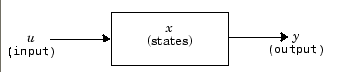 u
(input)
x
(states)
y
(output)